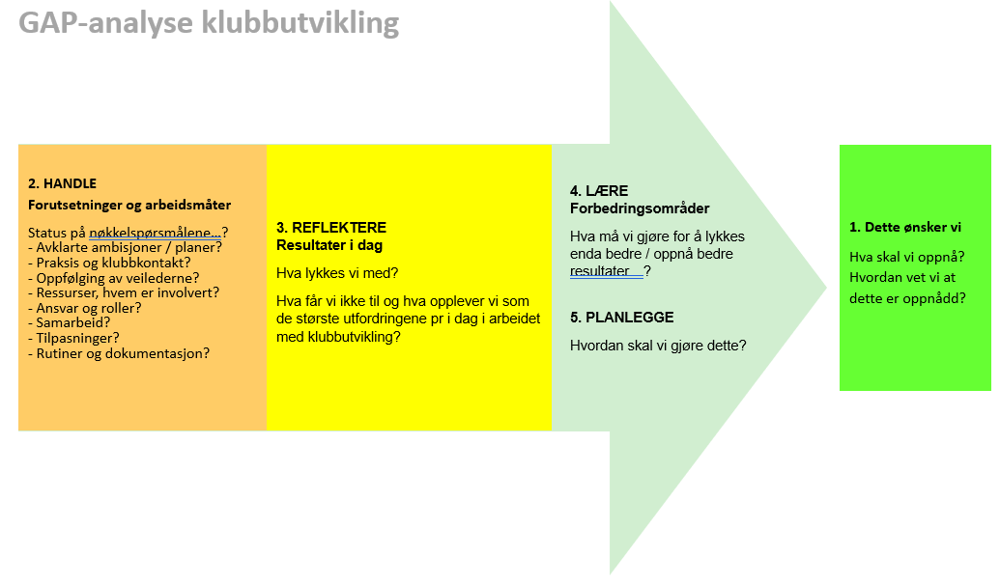 GAP-analyse klubbutvikling
2. HANDLE
Forutsetninger og arbeidsmåter
Status på nøkkelspørsmålene...?
- Avklarte ambisjoner / planer?
- Praksis og klubbkontakt?
- Oppfølging av veilederne?
- Ressurser, hvem er involvert?
- Ansvar og roller?
- Samarbeid?
- Tilpasninger?
- Rutiner og dokumentasjon?
3. REFLEKTERE
Resultater i dag
Hva lykkes vi med?
Hva får vi ikke til og hva opplever vi som
de største utfordringene pr i dag i arbeidet
med klubbutvikling?
4. LÆRE
Forbedringsområder
Hva må vi gjøre for å lykkes
enda bedre / oppnå bedre
resultater ?
5. PLANLEGGE
Hvordan skal vi gjøre dette?
1. Dette ønsker vi
Hva skal vi oppnå?
Hvordan vet vi at
dette er oppnådd?